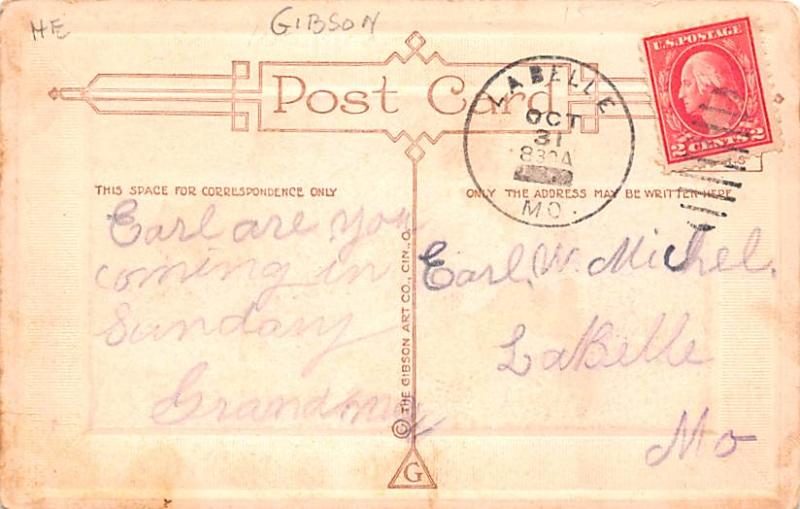 HE
GIBSON
Post Card
U.S. POSTAGE
2 CENTS 2
LABELLE
OCT
31
830A
MO.
THIS SPACE FOR CORRESPONDENCE ONLY
ONLY THE ADDRESS MAY BE WRITTEN HERE
Earl are you
coming in
Sunday
Grandma
© THE GIBSON ART CO., CIN., O.
G
Earl. W. Michel.
LaBelle
Mo